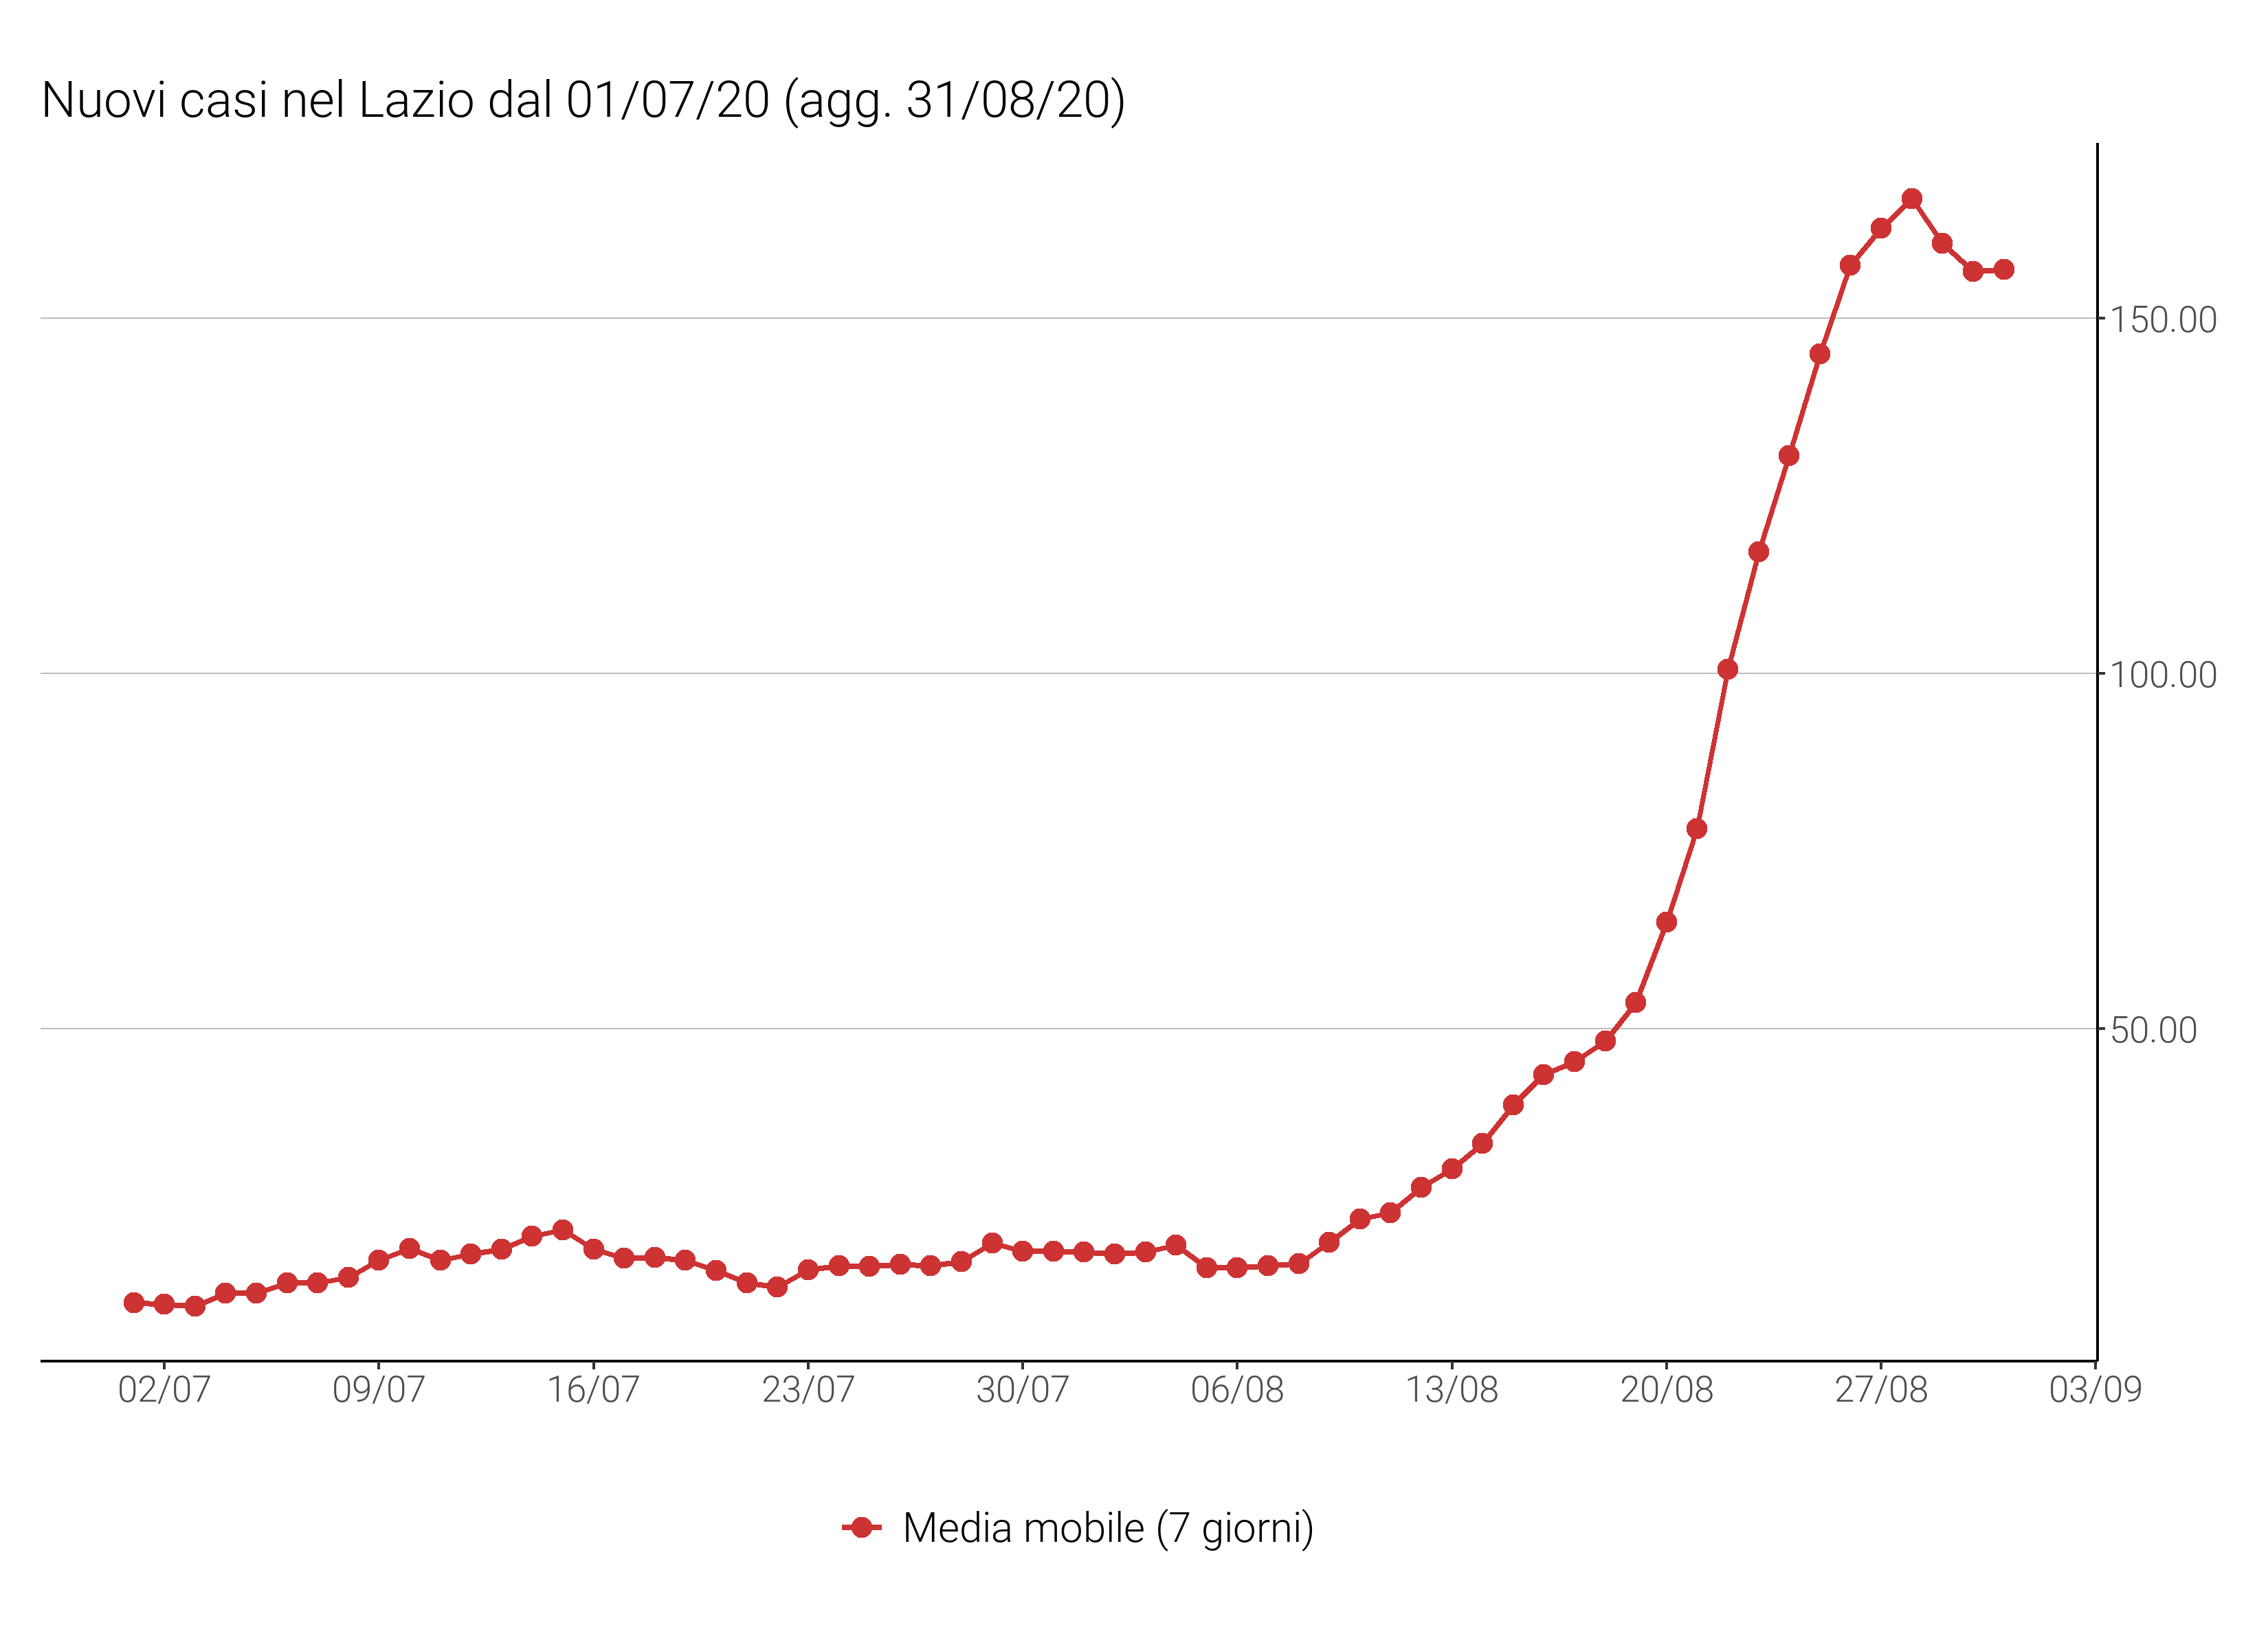 Nuovi casi nel Lazio dal 01/07/20 (agg. 31/08/20)
150.00
100.00
50.00
02/07 09/07 16/07 23/07 30/07 06/08 13/08 20/08 27/08 03/09
Media mobile (7 giorni)